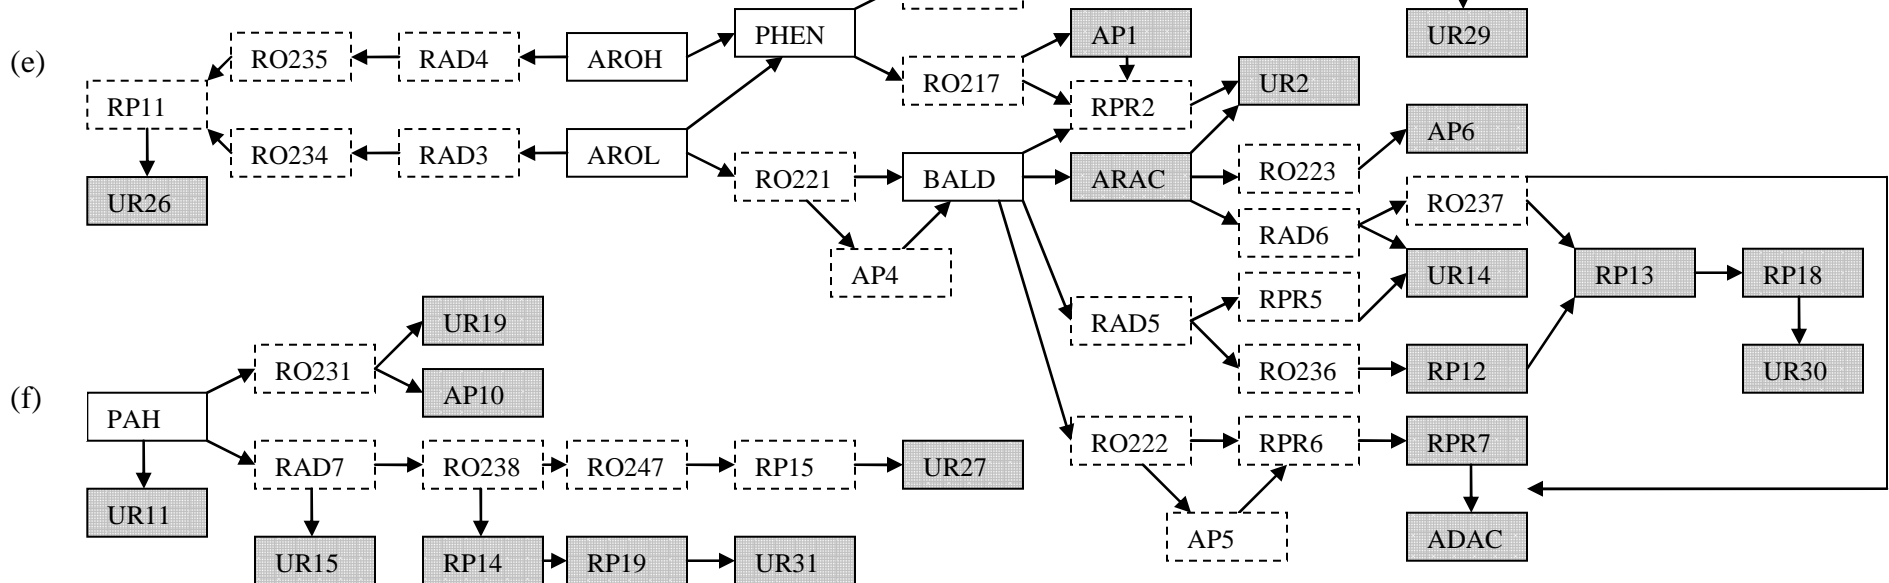 (e)
RO235
RAD4
AROH
PHEN
AP1
UR29
RP11
RO217
RPR2
UR2
AP6
RO234
RAD3
AROL
RO221
BALD
ARAC
RO223
RO237
UR26
AP4
RAD6
UR14
RP13
RP18
RAD5
RPR5
RO236
RP12
UR30
(f)
PAH
RO231
UR19
AP10
RO222
RPR6
RPR7
RAD7
RO238
RO247
RP15
UR27
UR11
AP5
ADAC
UR15
RP14
RP19
UR31